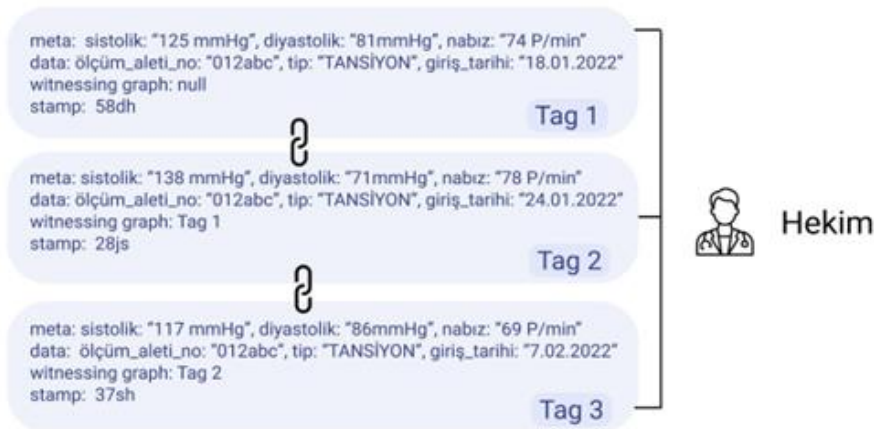 meta: sistolik: "125 mmHg", diyastolik: "81mmHg", nabız: "74 P/min"
data: ölçüm_aleti_no: "012abc", tip: "TANSİYON", giriş_tarihi: "18.01.2022"
witnessing graph: null
stamp: 58dh
Tag 1
meta: sistolik: "138 mmHg", diyastolik: "71mmHg", nabız: "78 P/min"
data: ölçüm_aleti_no: "012abc", tip: "TANSİYON", giriş_tarihi: "24.01.2022"
witnessing graph: Tag 1
stamp: 28js
Tag 2
Hekim
meta: sistolik: "117 mmHg", diyastolik: "86mmHg", nabız: "69 P/min"
data: ölçüm_aleti_no: "012abc", tip: "TANSİYON", giriş_tarihi: "7.02.2022"
witnessing graph: Tag 2
stamp: 37sh
Tag 3